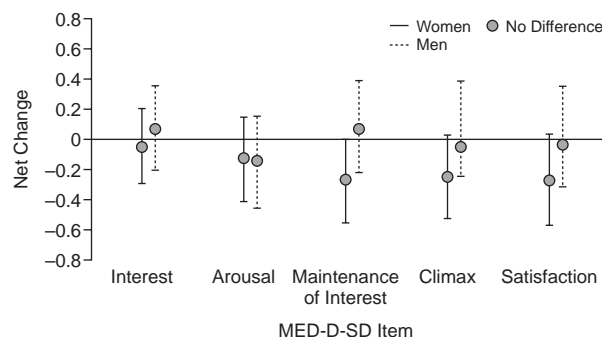 Women
No Difference
Men
Net Change
0.8
0.6
0.4
0.2
0
–0.2
–0.4
–0.6
–0.8
Interest
Arousal
Maintenance
of Interest
Climax
Satisfaction
MED-D-SD Item